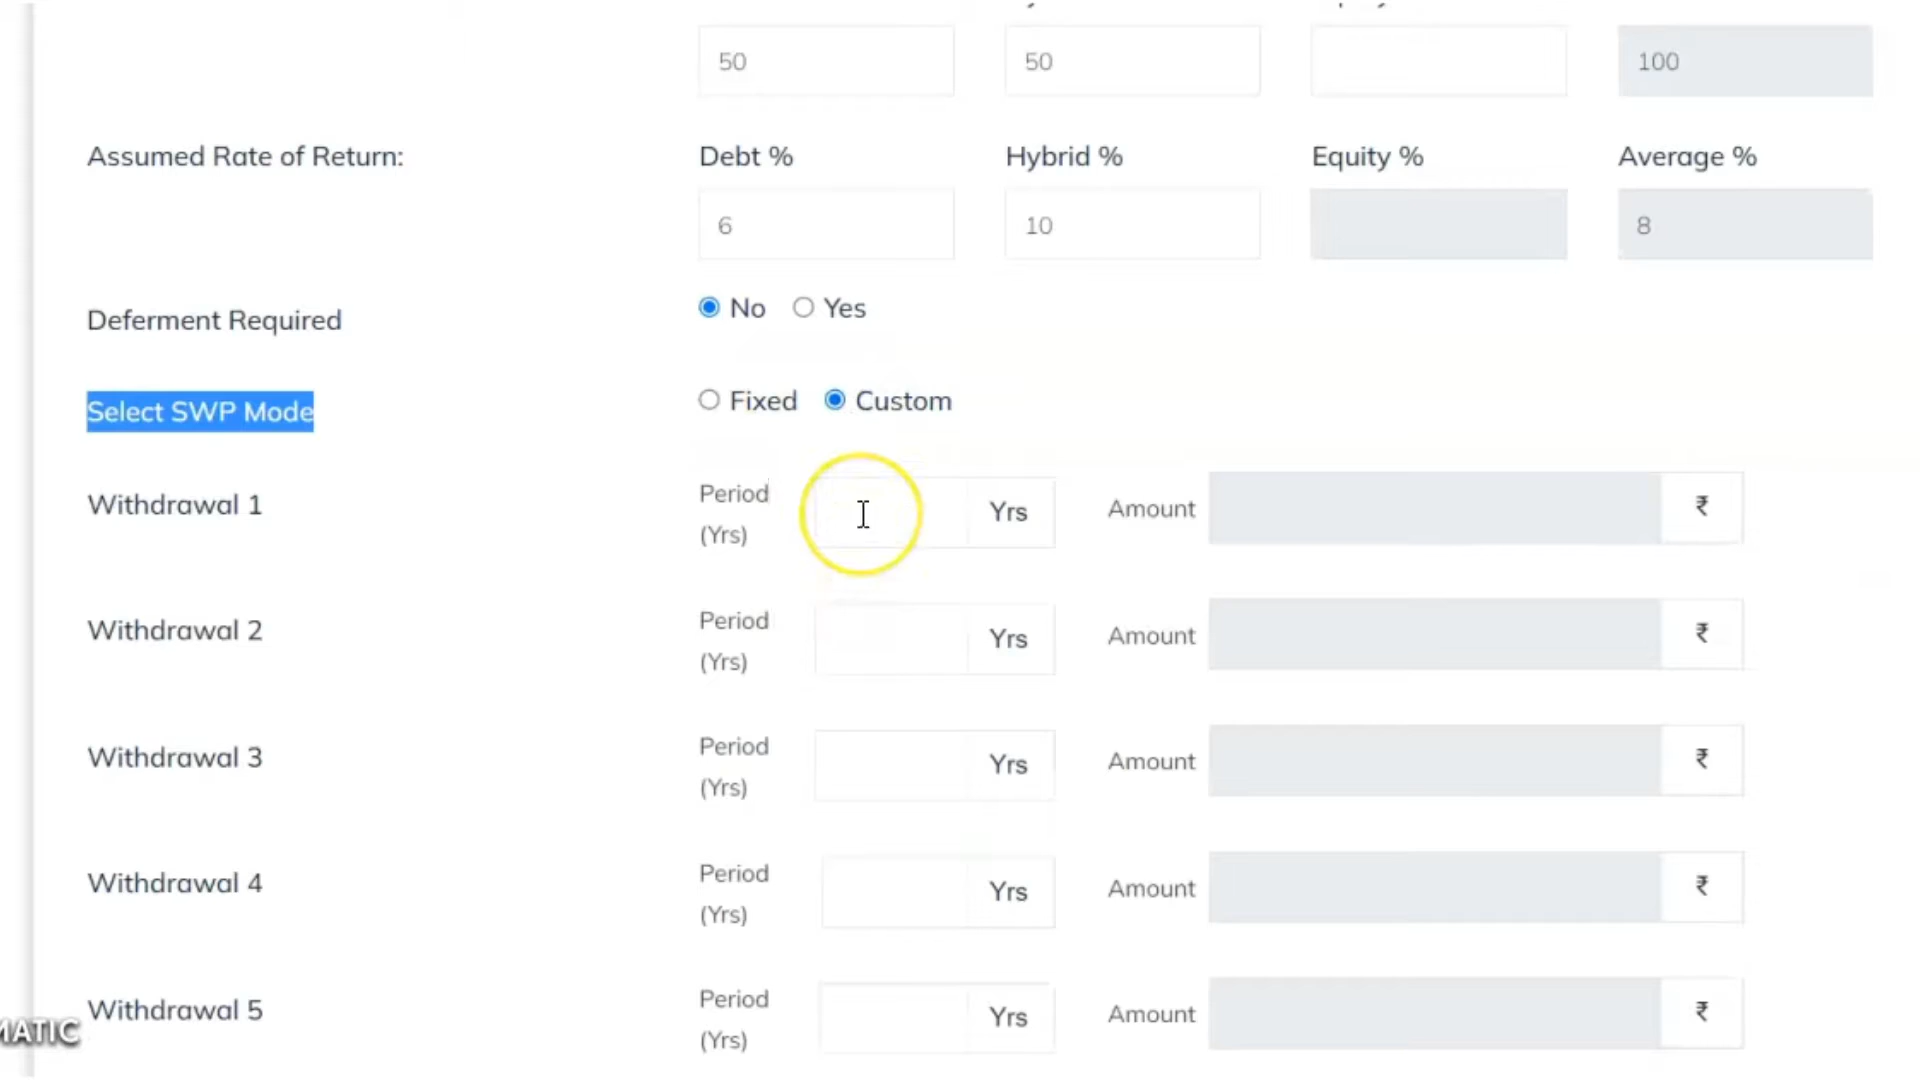 50 50 100
Assumed Rate of Return: Debt % Hybrid % Equity % Average %
6 10 8
Deferment Required No Yes
Select SWP Mode Fixed Custom
Withdrawal 1 Period (Yrs) Yrs Amount ₹
Withdrawal 2 Period (Yrs) Yrs Amount ₹
Withdrawal 3 Period (Yrs) Yrs Amount ₹
Withdrawal 4 Period (Yrs) Yrs Amount ₹
Withdrawal 5 Period (Yrs) Yrs Amount ₹
MATIC